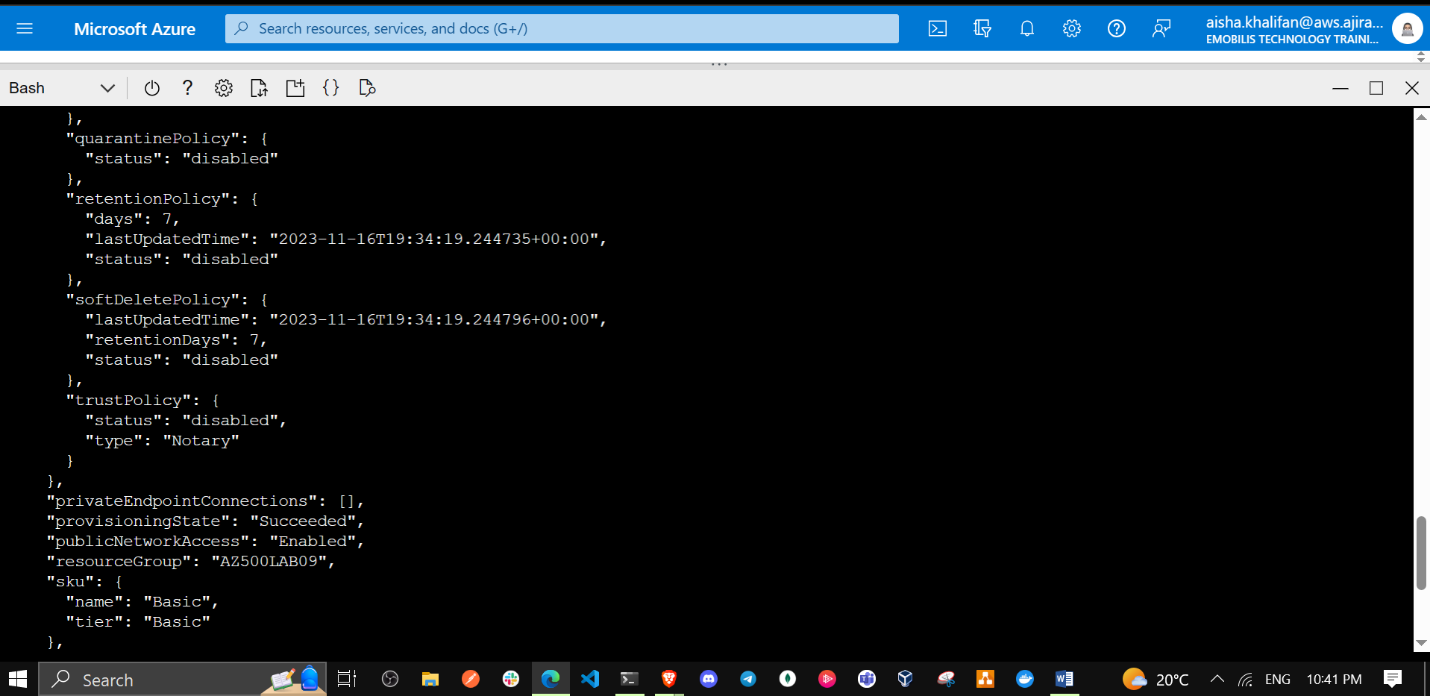 Microsoft Azure
Search resources, services, and docs (G+/)
aisha.khalifan@aws.ajira...
EMOBILIS TECHNOLOGY TRAINI...
Bash
},
"quarantinePolicy": {
"status": "disabled"
},
"retentionPolicy": {
"days": 7,
"lastUpdatedTime": "2023-11-16T19:34:19.244735+00:00",
"status": "disabled"
},
"softDeletePolicy": {
"lastUpdatedTime": "2023-11-16T19:34:19.244796+00:00",
"retentionDays": 7,
"status": "disabled"
},
"trustPolicy": {
"status": "disabled",
"type": "Notary"
}
},
"privateEndpointConnections": [],
"provisioningState": "Succeeded",
"publicNetworkAccess": "Enabled",
"resourceGroup": "AZ500LAB09",
"sku": {
"name": "Basic",
"tier": "Basic"
},
Search
20°C
ENG
10:41 PM